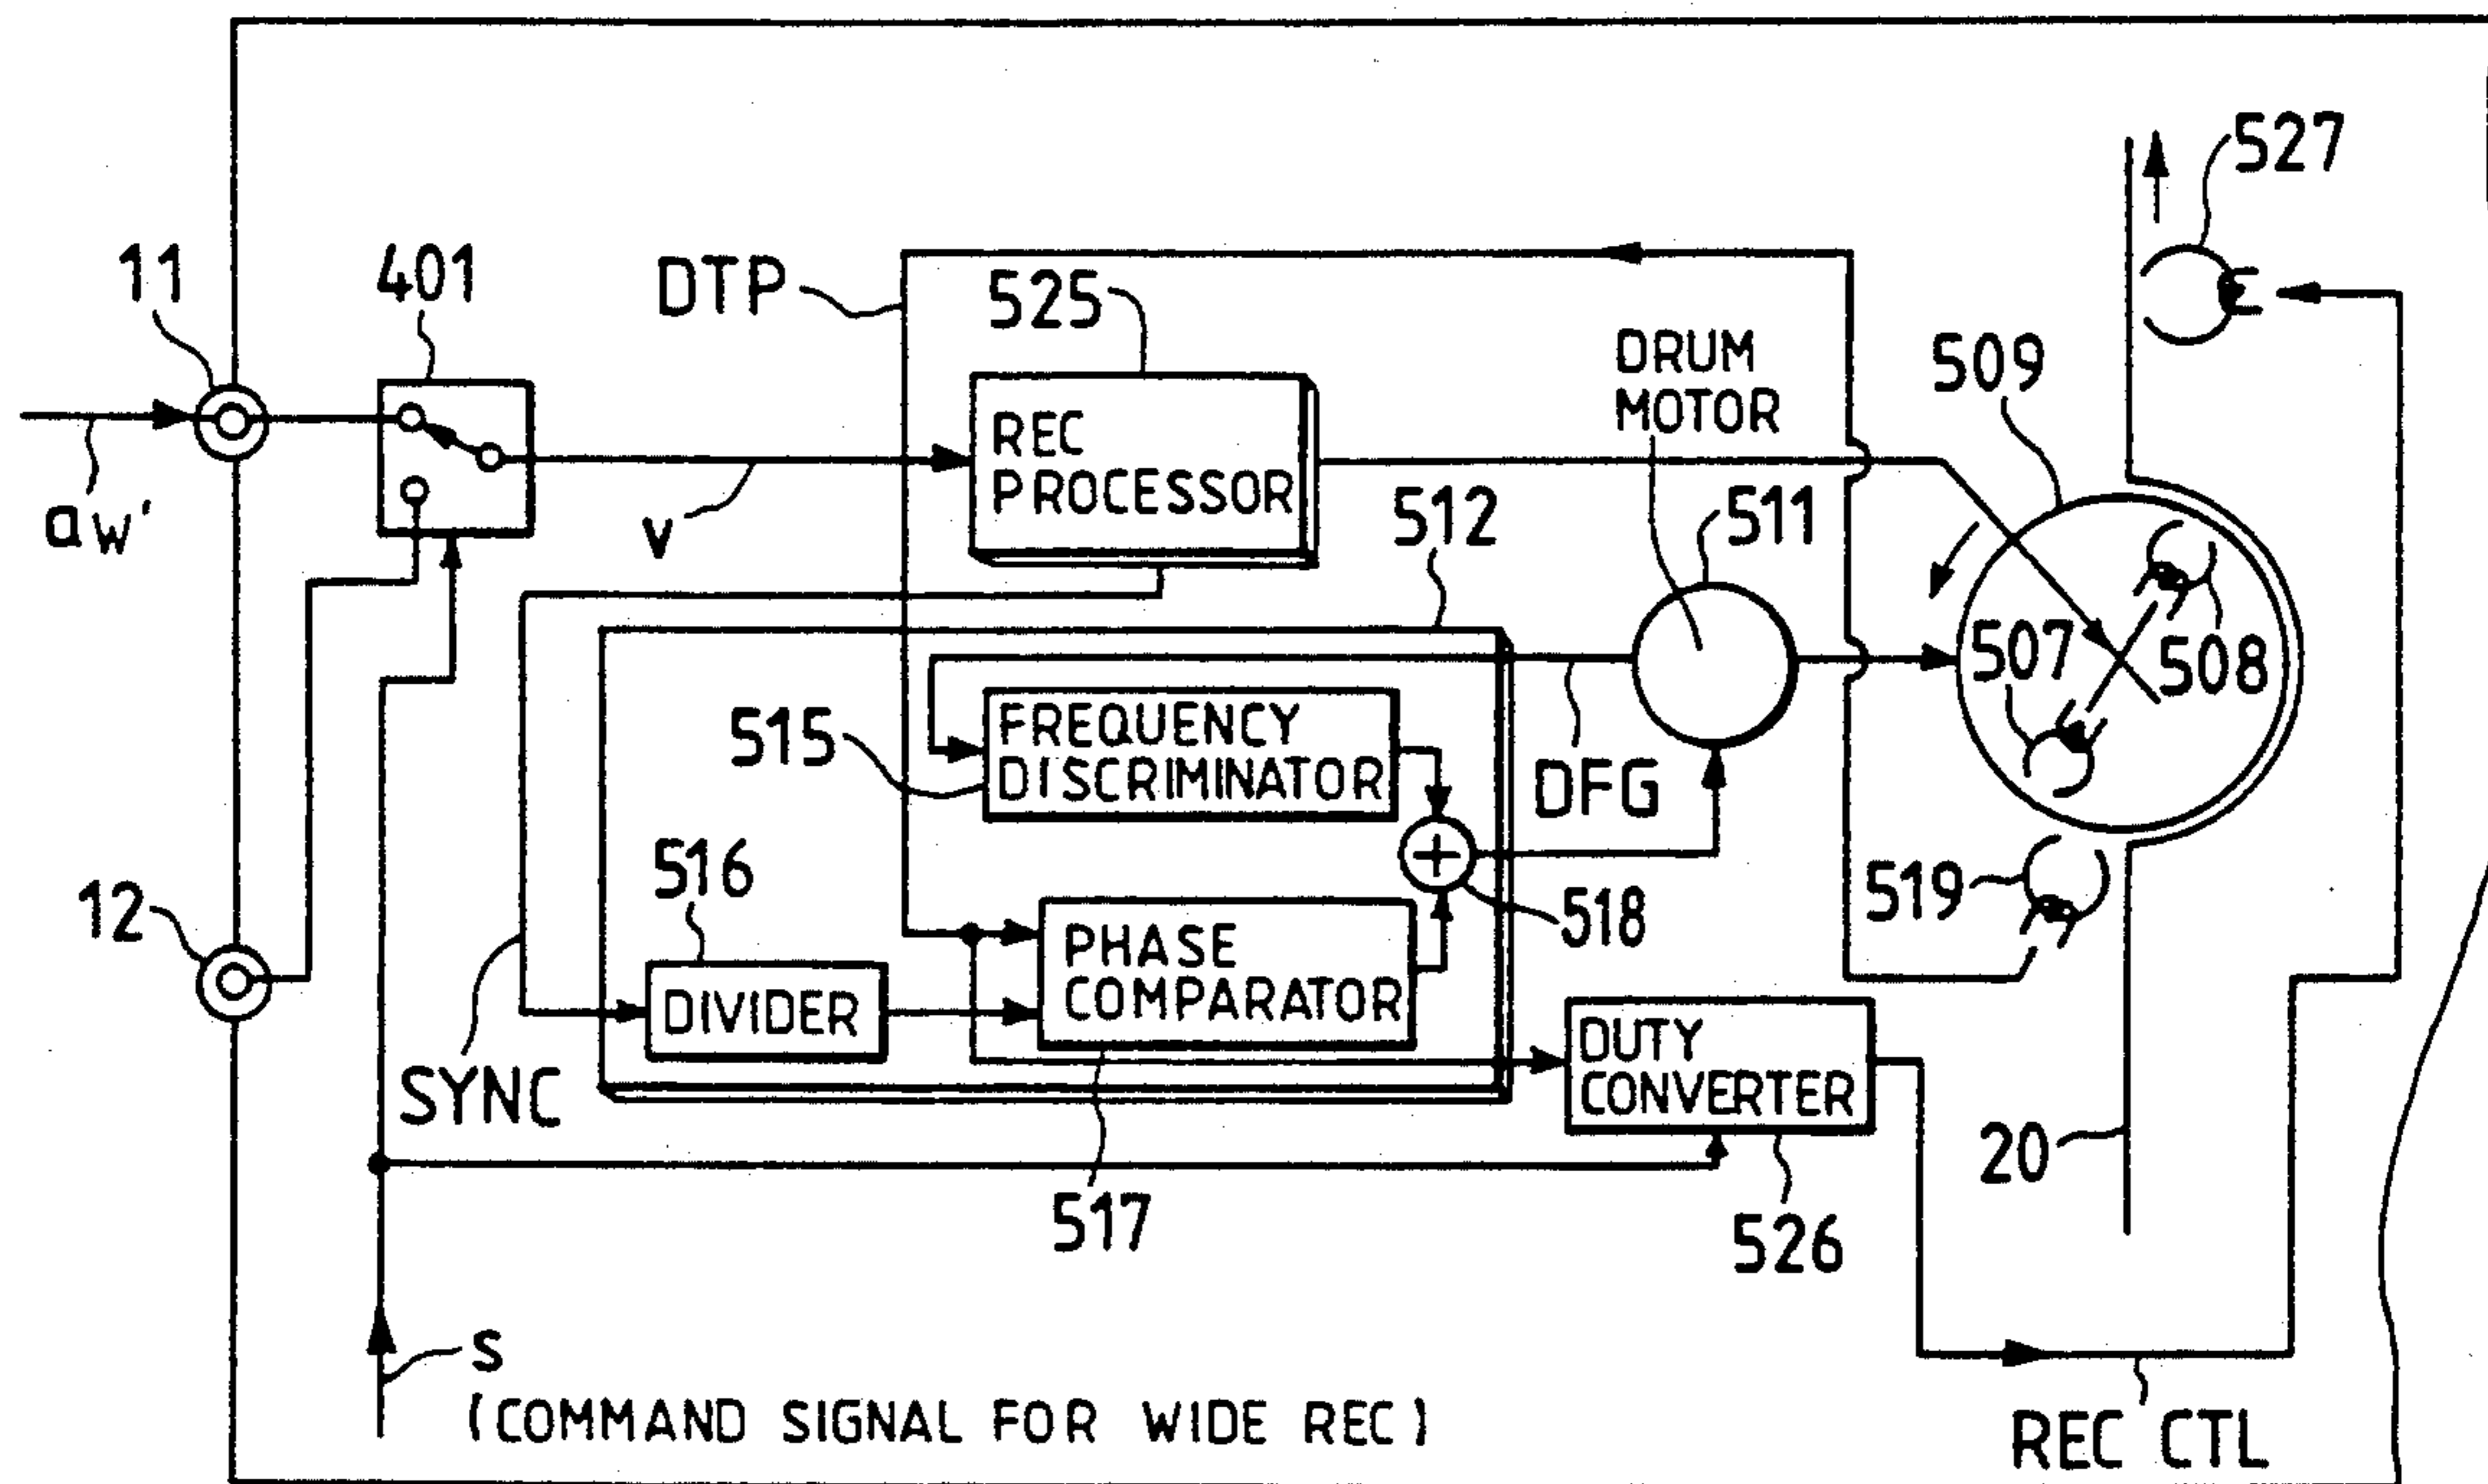 527
11
401
DTP
525
DRUM
MOTOR
509
REC
PROCESSOR
aw'
v
512
511
507
508
515
FREQUENCY
DISCRIMINATOR
DFG
516
12
519
518
PHASE
COMPARATOR
DIVIDER
DUTY
CONVERTER
SYNC
20
517
526
S
(COMMAND SIGNAL FOR WIDE REC)
REC CTL